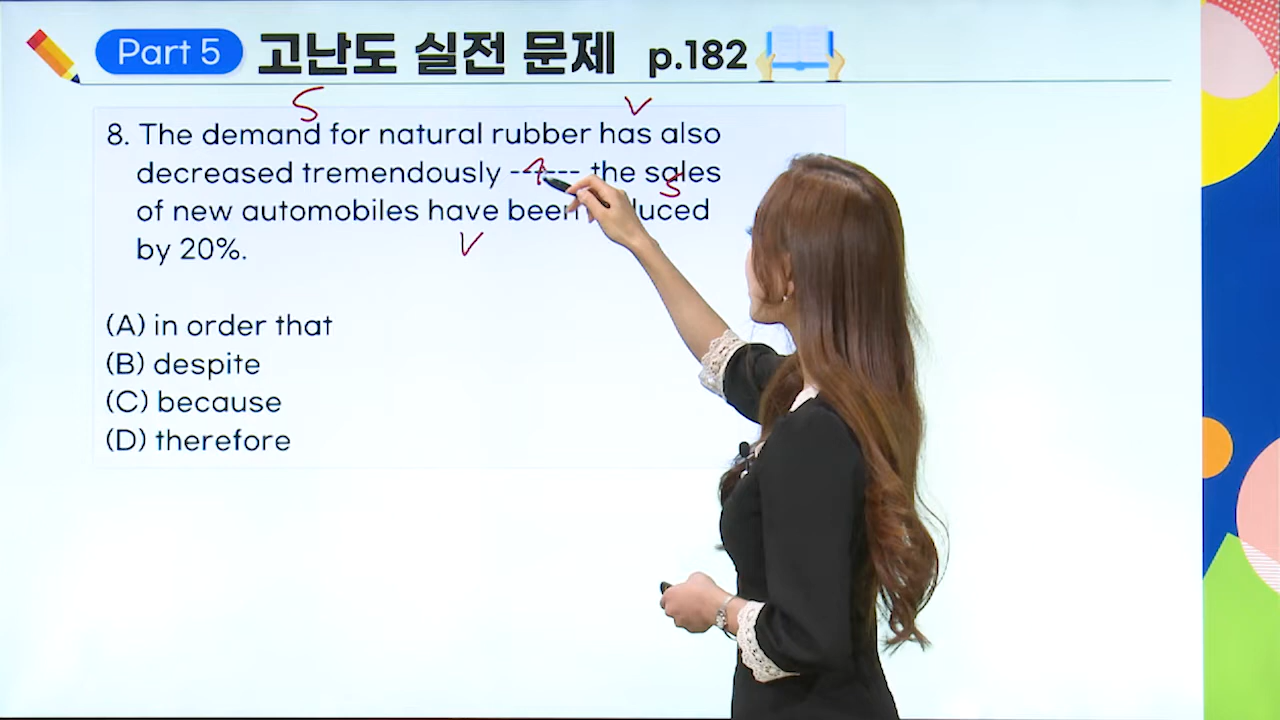 Part 5 고난도 실전 문제 p.182
S V
8. The demand for natural rubber has also
decreased tremendously ------ the sales
S
of new automobiles have been
by 20%.
V
(A) in order that
(B) despite
(C) because
(D) therefore